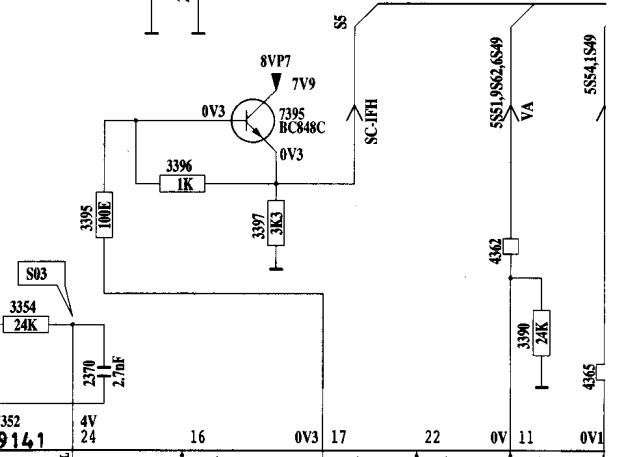 S5
8VP7
7V9
0V3
7395
BC848C
0V3
SC-IFH
5S51,9S62,6S49
VA
5S54,1S49
3396
1K
3395
100E
3397
3K3
4362
S03
3354
24K
3390
24K
2370
2.7nF
4365
352
4V
9141
24
16
0V3
17
22
0V
11
0V1